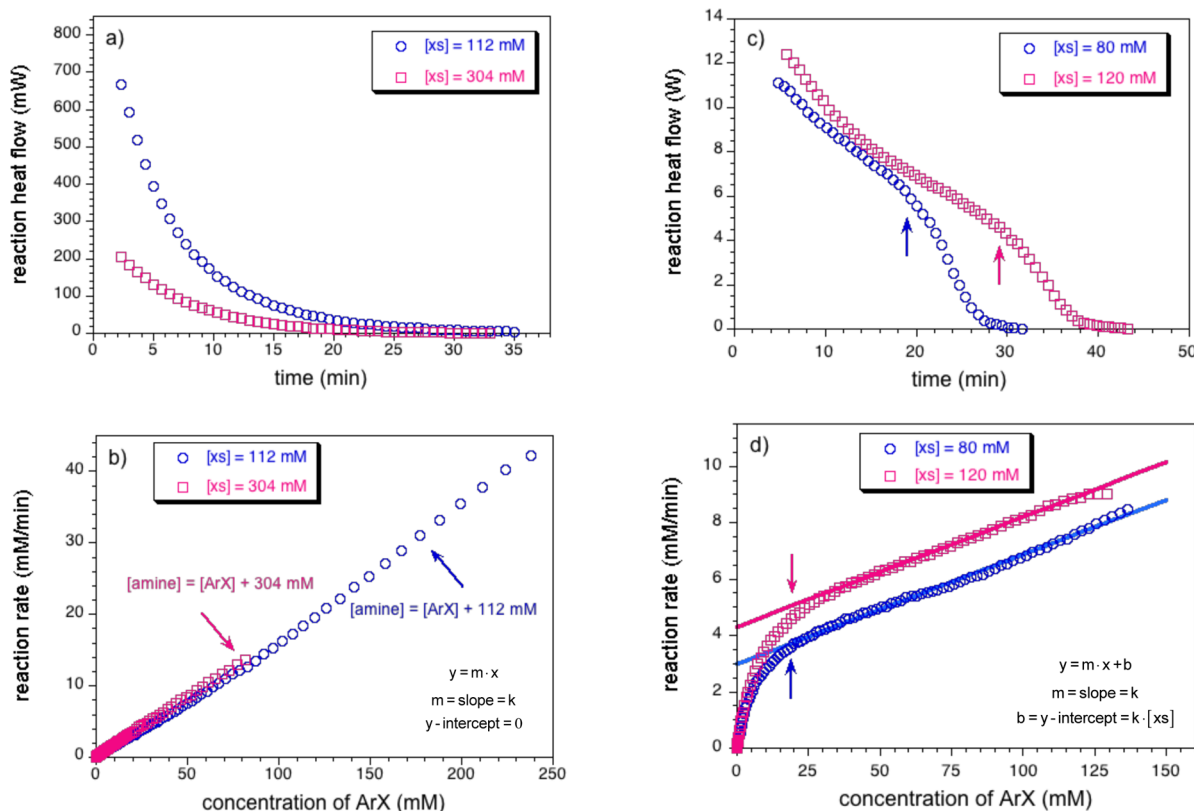 a)
[xs] = 112 mM
[xs] = 304 mM
reaction heat flow (mW)
800
700
600
500
400
300
200
100
0
0 5 10 15 20 25 30 35
time (min)
c)
[xs] = 80 mM
[xs] = 120 mM
reaction heat flow (W)
14
12
10
8
6
4
2
0
0 10 20 30 40 50
time (min)
b)
[xs] = 112 mM
[xs] = 304 mM
reaction rate (mM/min)
40
30
20
10
0
[amine] = [ArX] + 304 mM
[amine] = [ArX] + 112 mM
y = m · x
m = slope = k
y - intercept = 0
0 50 100 150 200 250
concentration of ArX (mM)
d)
[xs] = 80 mM
[xs] = 120 mM
reaction rate (mM/min)
10
8
6
4
2
0
y = m · x + b
m = slope = k
b = y - intercept = k · [xs]
0 25 50 75 100 125 150
concentration of ArX (mM)